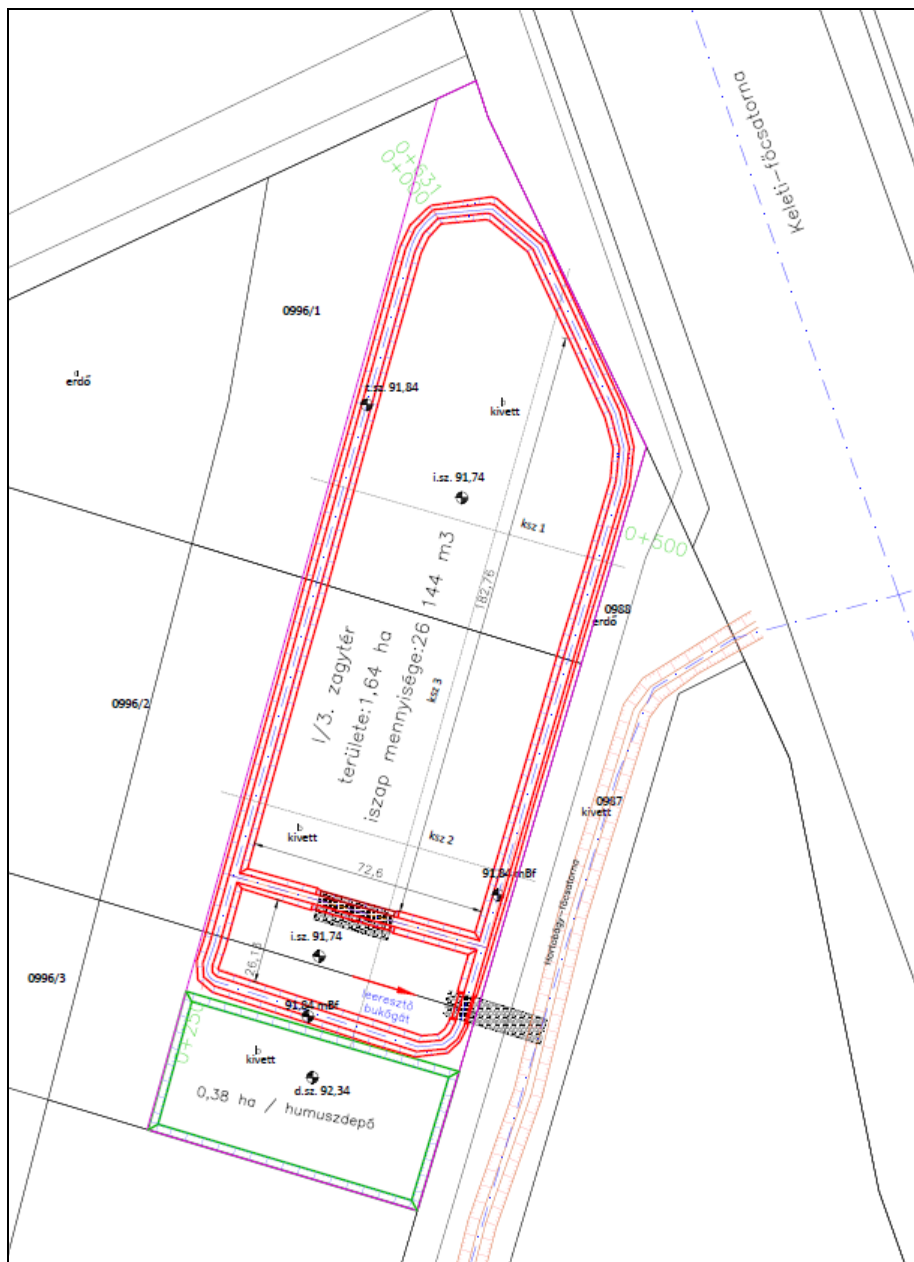 Keleti-főcsatorna
0+631
0+000
0996/1
a
erdő
z.sz. 91,84
h
kivett
i.sz. 91,74
ksz 1
0+500
182,76
0988
erdő
I/3. zagytér
területe:1,64 ha
iszap mennyisége:26 144 m3
ksz 3
0996/2
0987
kivett
b
kivett
ksz 2
72,6
91,84 mBf
Hortobágy-főcsatorna
i.sz. 91,74
26,13
0996/3
leeresztő
bukógát
91,84 mBf
b
kivett
d.sz. 92,34
0,38 ha / humuszdepó